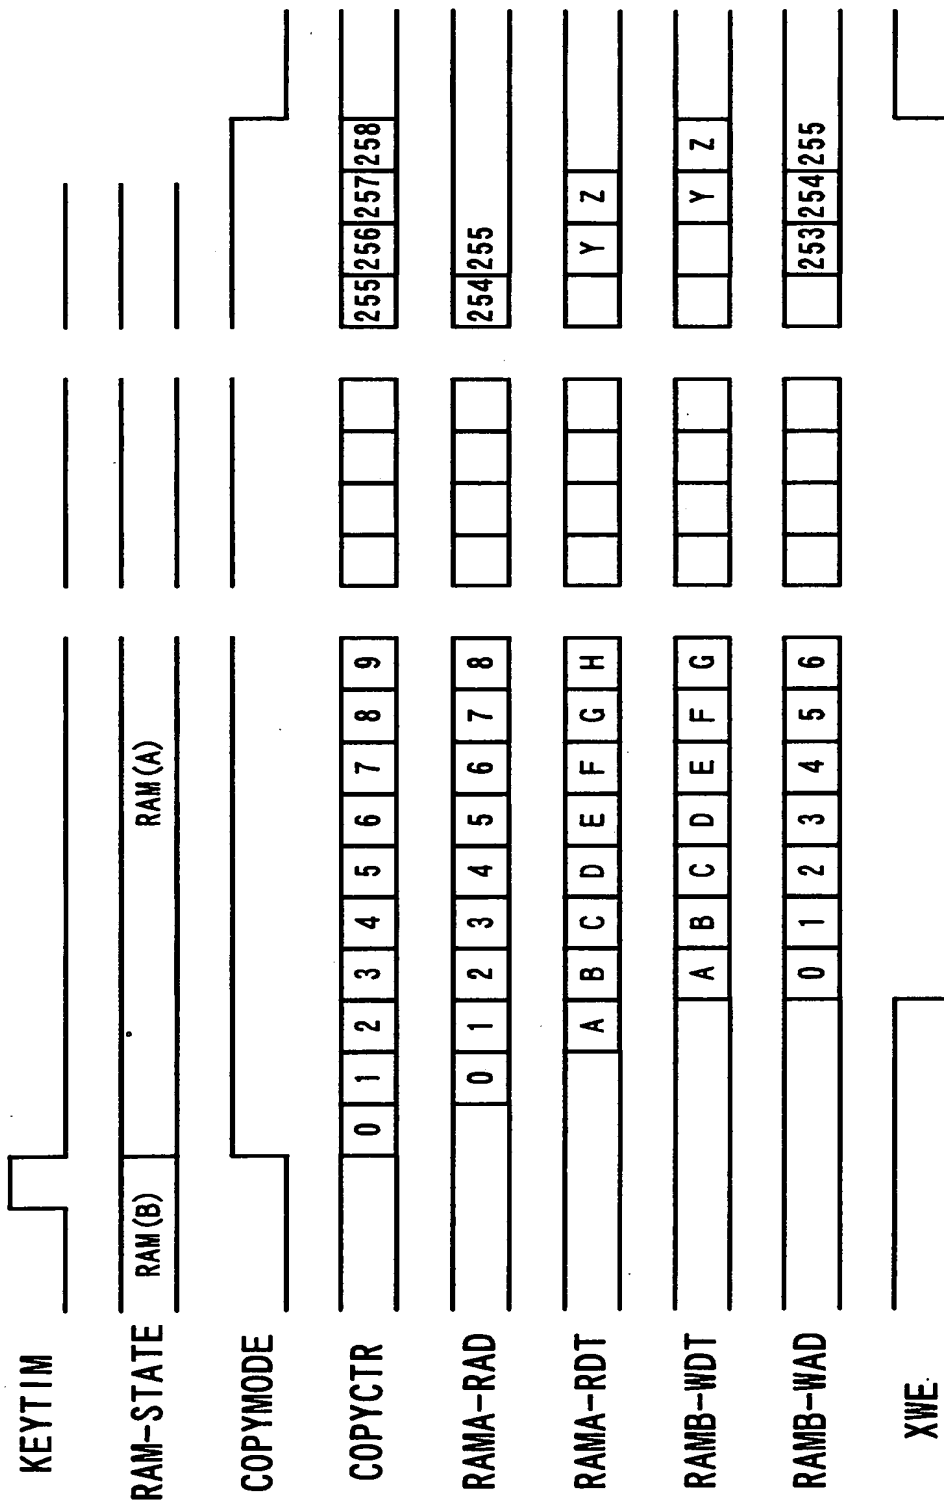 KEYTIM
RAM-STATE RAM(B) RAM(A)
COPYMODE
COPYCTR 0 1 2 3 4 5 6 7 8 9 255 256 257 258
RAMA-RAD 0 1 2 3 4 5 6 7 8 254 255
RAMA-RDT A B C D E F G H Y Z
RAMB-WDT A B C D E F G Y Z
RAMB-WAD 0 1 2 3 4 5 6 253 254 255
XWE